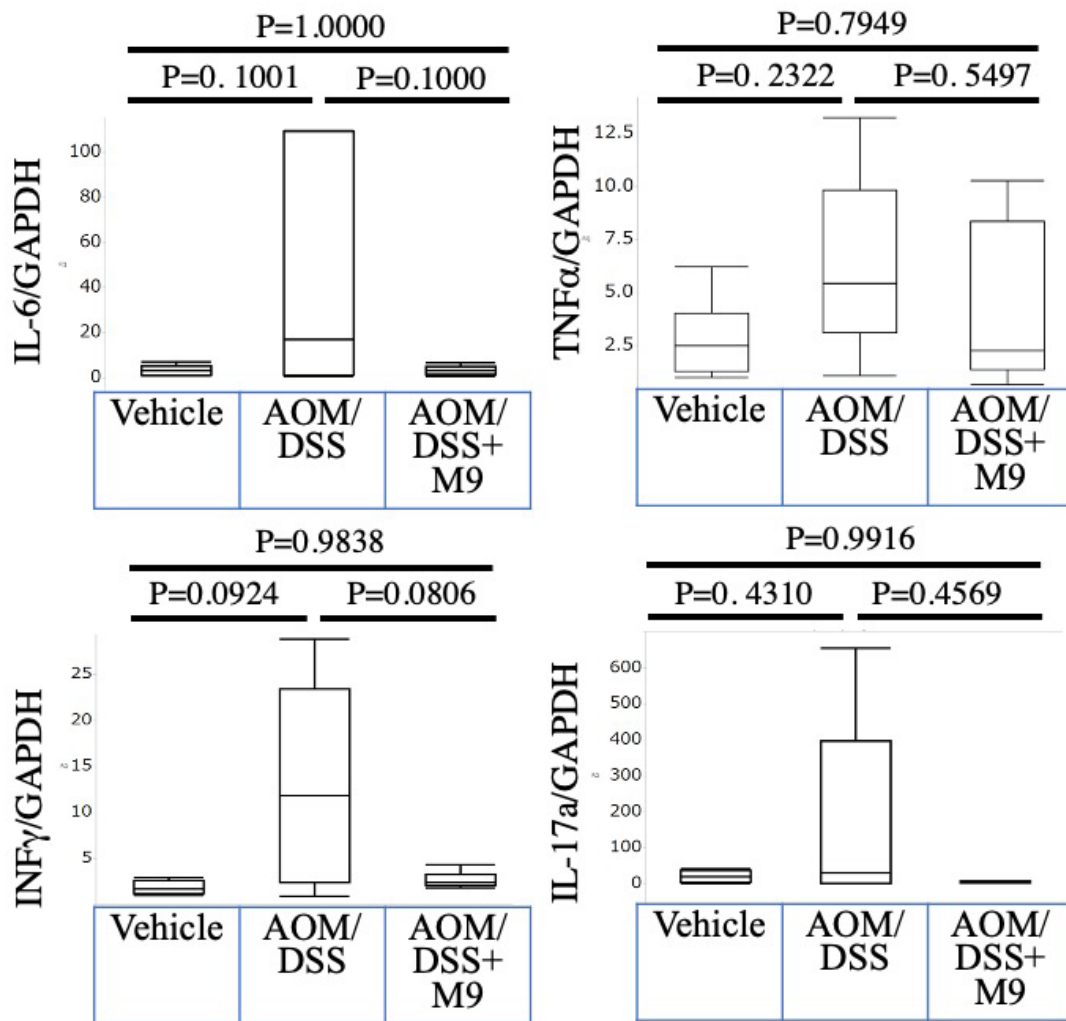 P=1.0000
P=0. 1001 P=0.1000
IL-6/GAPDH
100
80
60
40
20
0
Vehicle AOM/ AOM/
DSS DSS+
M9
P=0.7949
P=0. 2322 P=0. 5497
TNFα/GAPDH
12.5
10.0
7.5
5.0
2.5
Vehicle AOM/ AOM/
DSS DSS+
M9
P=0.9838
P=0.0924 P=0.0806
INFγ/GAPDH
25
20
15
10
5
Vehicle AOM/ AOM/
DSS DSS+
M9
P=0.9916
P=0. 4310 P=0.4569
IL-17a/GAPDH
600
500
400
300
200
100
0
Vehicle AOM/ AOM/
DSS DSS+
M9